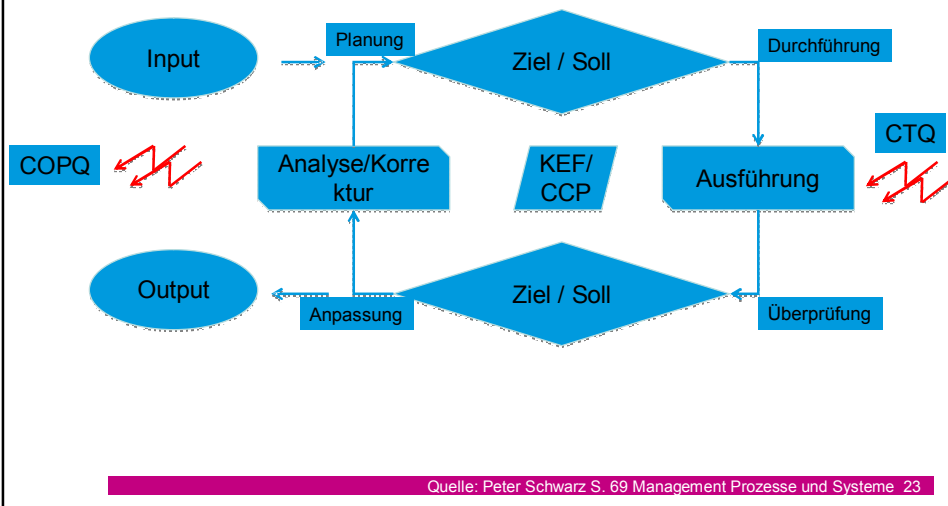 Planung
Input
Ziel / Soll
Durchführung
CTQ
COPQ
Analyse/Korre
ktur
KEF/
CCP
Ausführung
Output
Ziel / Soll
Anpassung
Überprüfung
Quelle: Peter Schwarz S. 69 Management Prozesse und Systeme 23